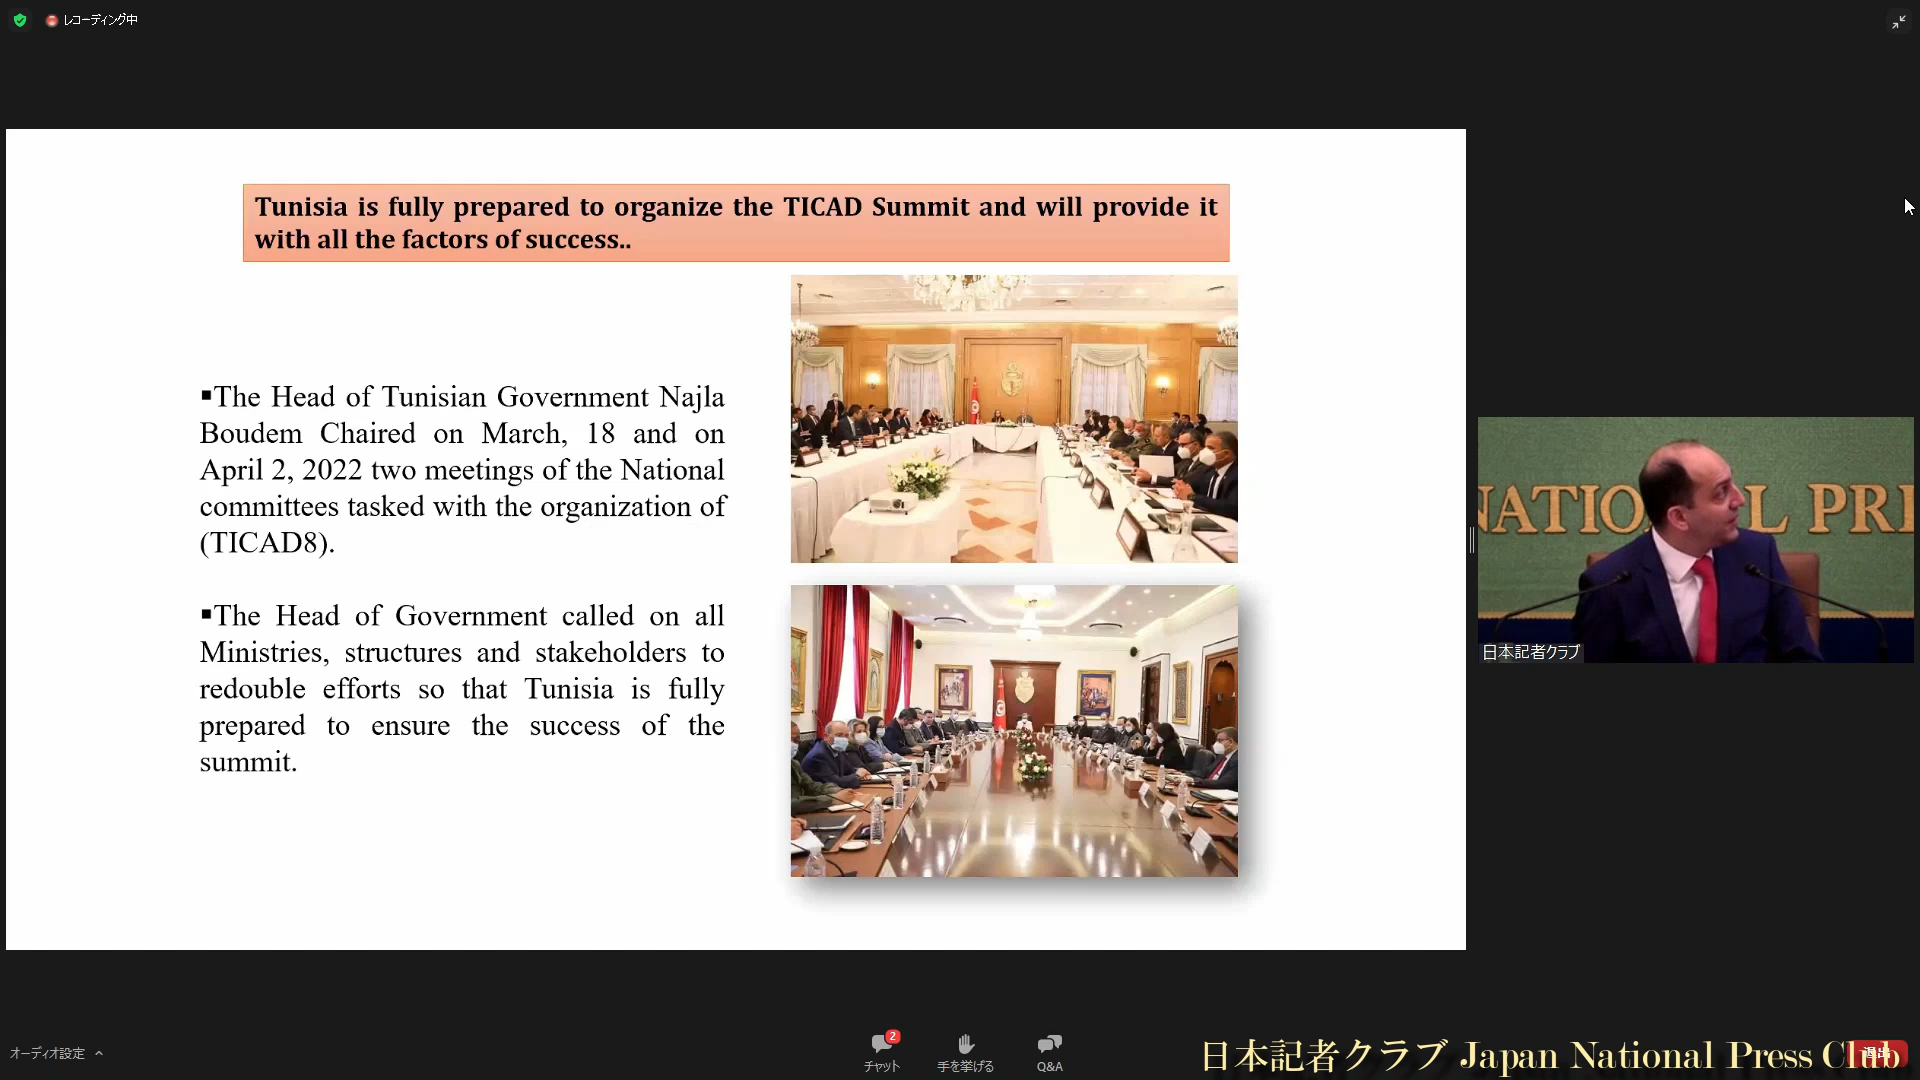 レコーディング中
Tunisia is fully prepared to organize the TICAD Summit and will provide it
with all the factors of success..
▪The Head of Tunisian Government Najla
Boudem Chaired on March, 18 and on
April 2, 2022 two meetings of the National
committees tasked with the organization of
(TICAD8).
▪The Head of Government called on all
Ministries, structures and stakeholders to
redouble efforts so that Tunisia is fully
prepared to ensure the success of the
summit.
NATIO L PRE
日本記者クラブ
オーディオ設定
2
チャット
手を挙げる
Q&A
日本記者クラブ Japan National Press Club
退出